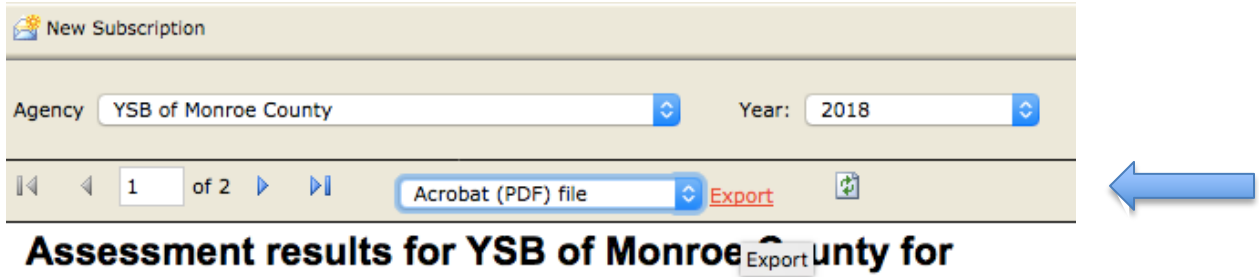 New Subscription
Agency YSB of Monroe County Year: 2018
1 of 2 Acrobat (PDF) file Export
Assessment results for YSB of Monroe County for
Export